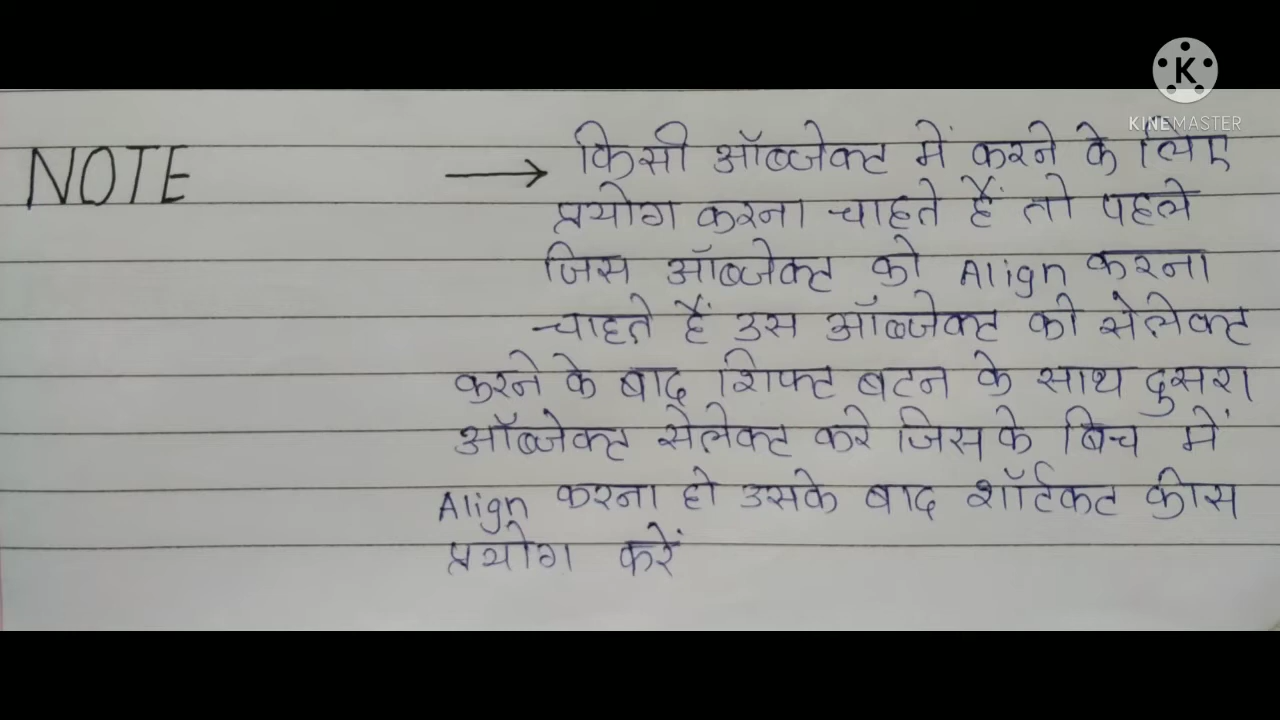 K
KINEMASTER
NOTE → किसी ऑब्जेक्ट में करने के लिए
प्रयोग करना चाहते हैं तो पहले
जिस ऑब्जेक्ट को Align करना
चाहते हैं उस ऑब्जेक्ट को सेलेक्ट
करने के बाद शिफ्ट बटन के साथ दुसरा
ऑब्जेक्ट सेलेक्ट करे जिसके बिच में
Align करना हो उसके बाद शॉर्टकट कीस
प्रयोग करें